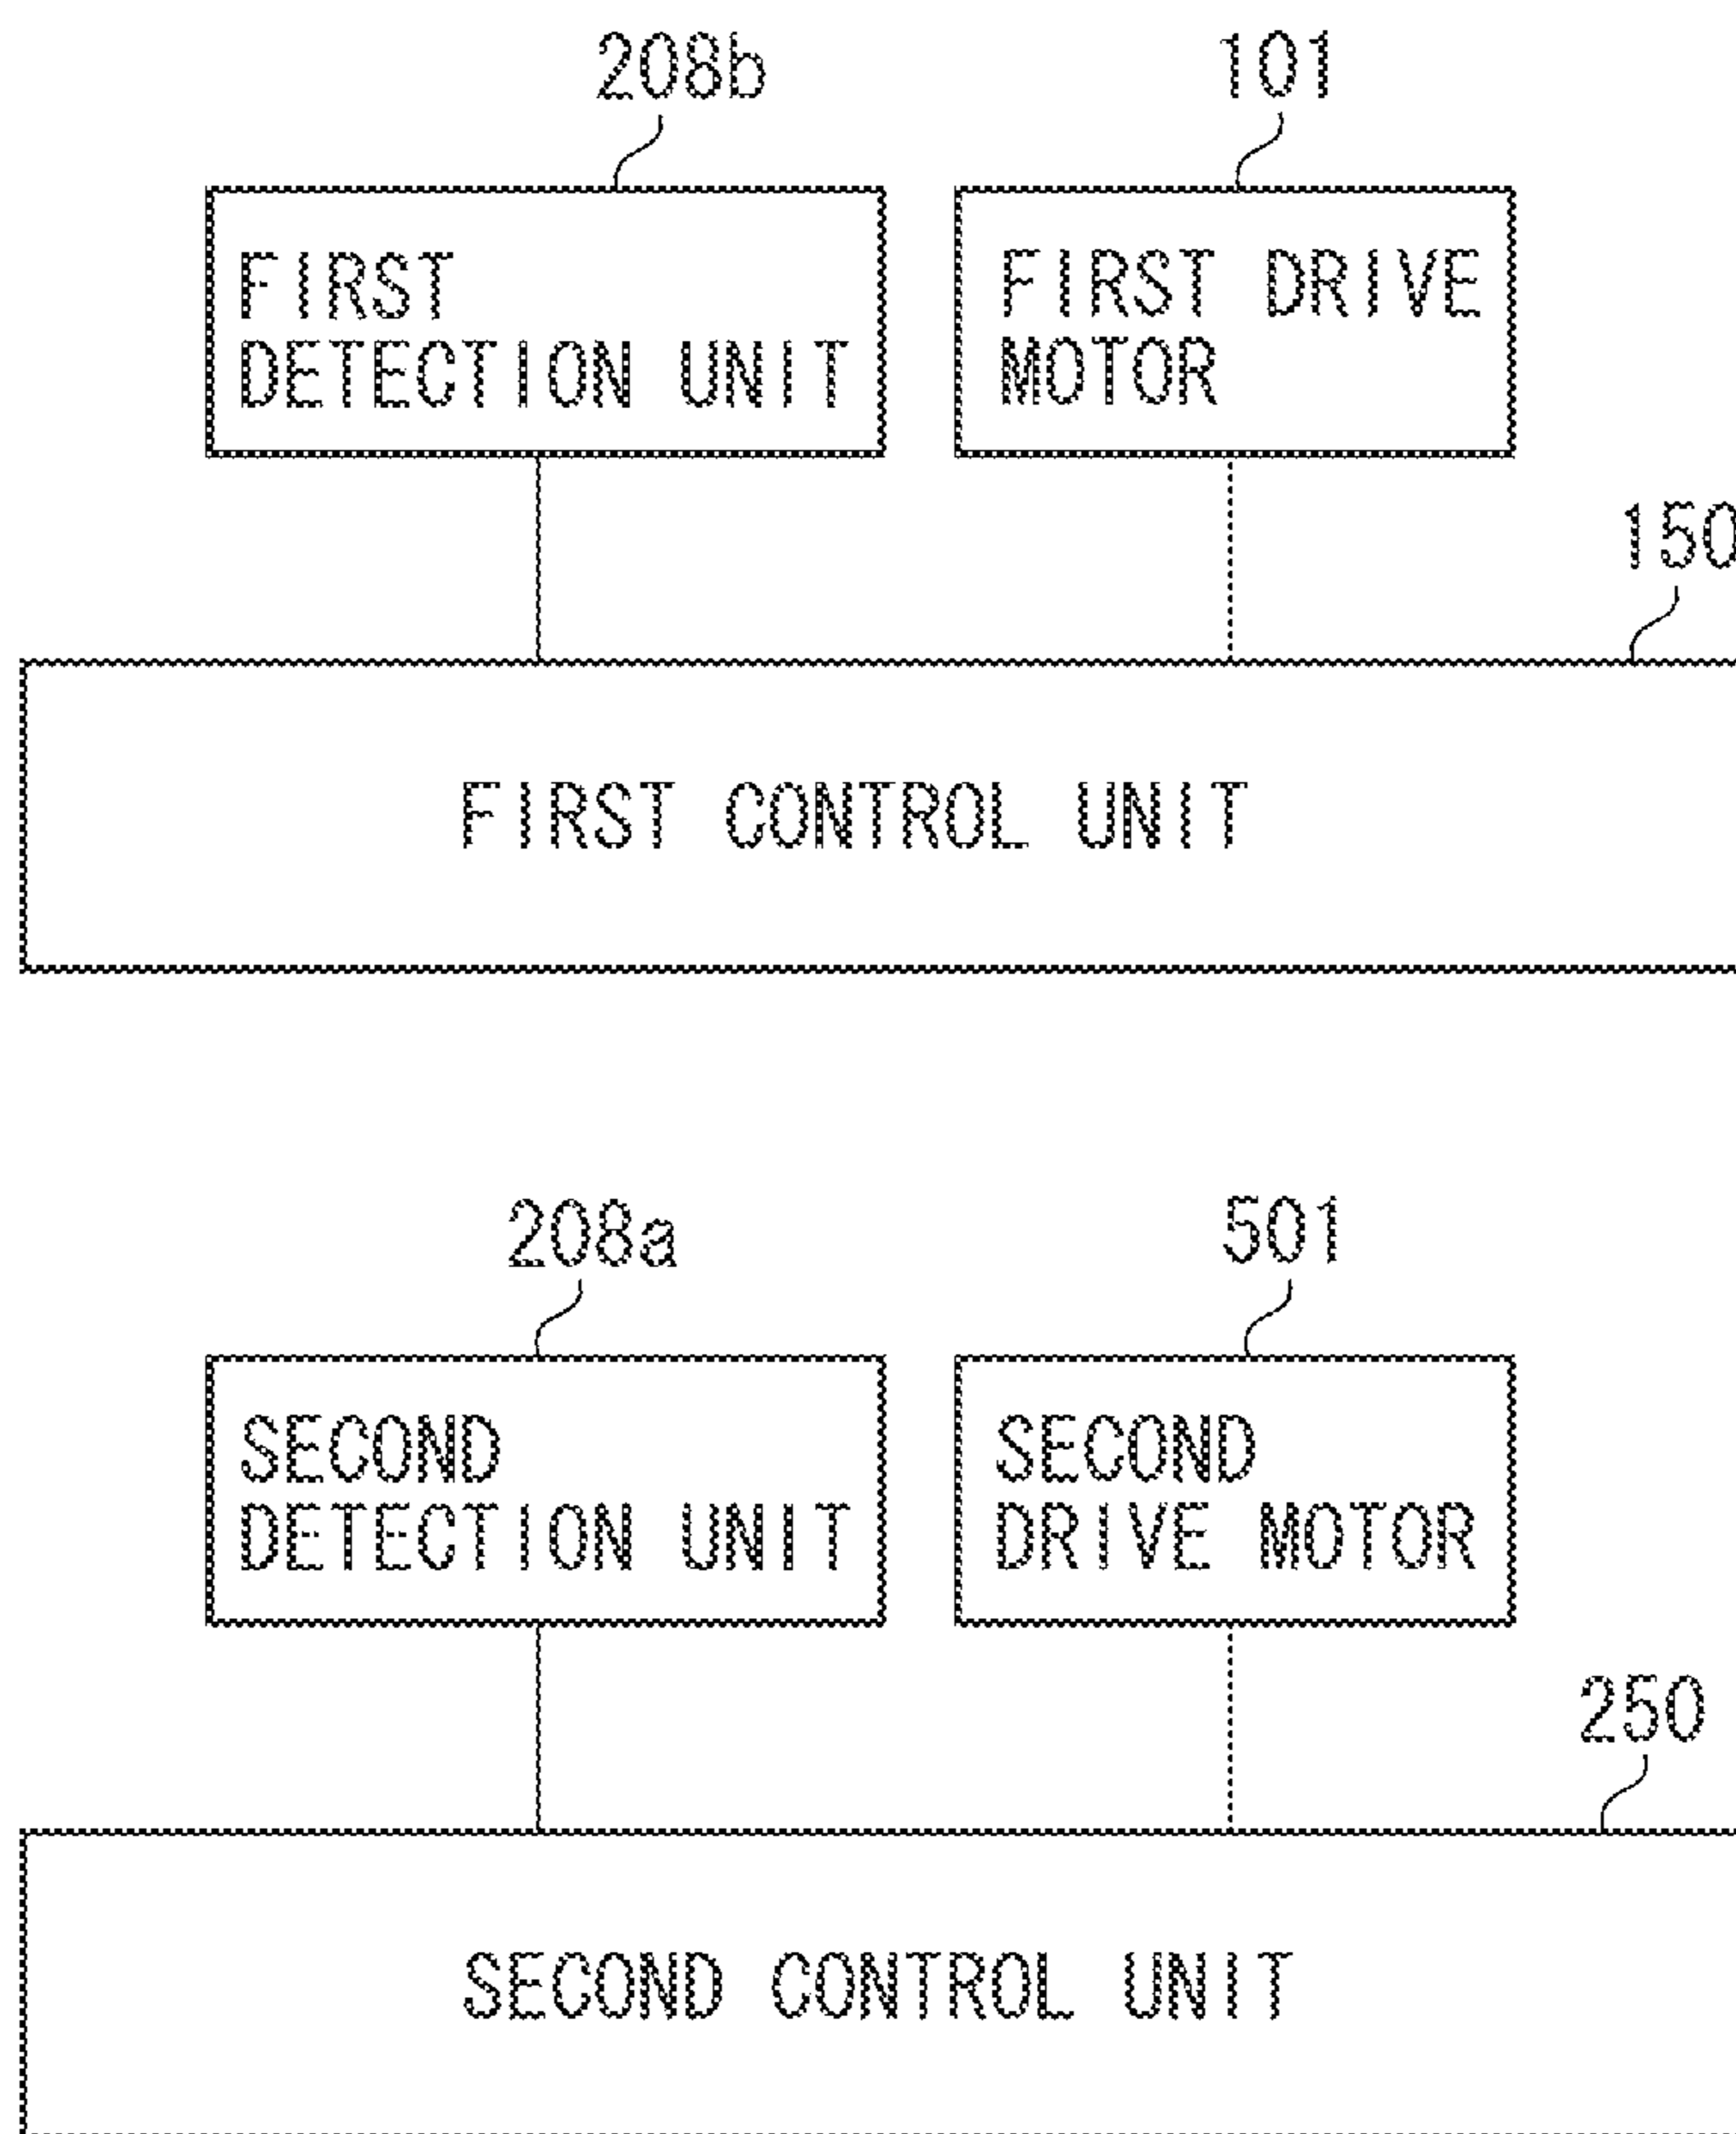 208b
101
FIRST
DETECTION UNIT
FIRST DRIVE
MOTOR
150
FIRST CONTROL UNIT
208a
501
SECOND
DETECTION UNIT
SECOND
DRIVE MOTOR
250
SECOND CONTROL UNIT